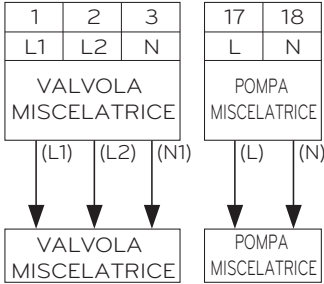 1 2 3 17 18
L1 L2 N L N
VALVOLA MISCELATRICE
POMPA MISCELATRICE
(L1) (L2) (N1) (L) (N)
VALVOLA MISCELATRICE
POMPA MISCELATRICE